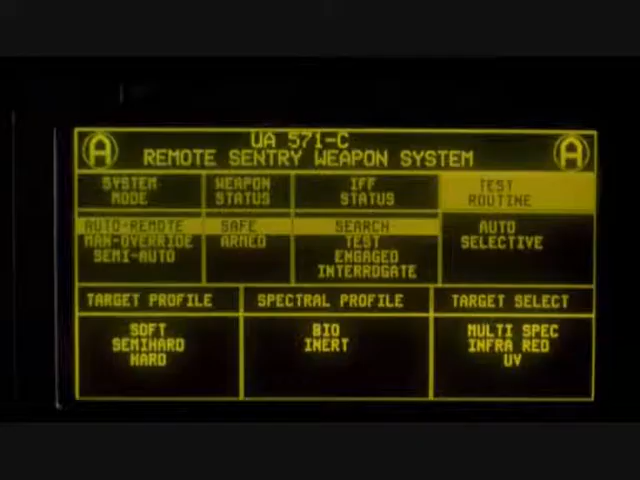 UA 571-C
A REMOTE SENTRY WEAPON SYSTEM A
SYSTEM MODE
WEAPON STATUS
IFF STATUS
TEST ROUTINE
AUTO-REMOTE
MAN-OVERRIDE
SEMI-AUTO
SAFE
ARMED
SEARCH
TEST
ENGAGED
INTERROGATE
AUTO
SELECTIVE
TARGET PROFILE
SPECTRAL PROFILE
TARGET SELECT
SOFT
SEMIHARD
HARD
BIO
INERT
MULTI SPEC
INFRA RED
UV